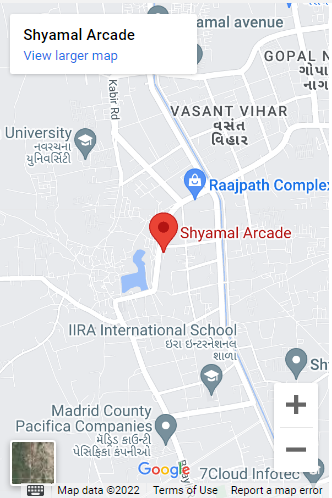 Shyamal Arcade
View larger map
yamal avenue
GOPAL N
ગોપા
નાગ
Kabir Rd
VASANT VIHAR
વસંત
વિહાર
University
નવરચના
યુનિવર્સિટી
Raajpath Complex
Shyamal Arcade
IIRA International School
ઇરા ઇન્ટરનેશનલ
શાળા
Shy
Madrid County
Pacifica Companies
મેડ્રિડ કાઉન્ટી
પેસિફિકા કંપનીઓ
+
−
Google
7Cloud Infotec
Map data ©2022 Terms of Use Report a map error